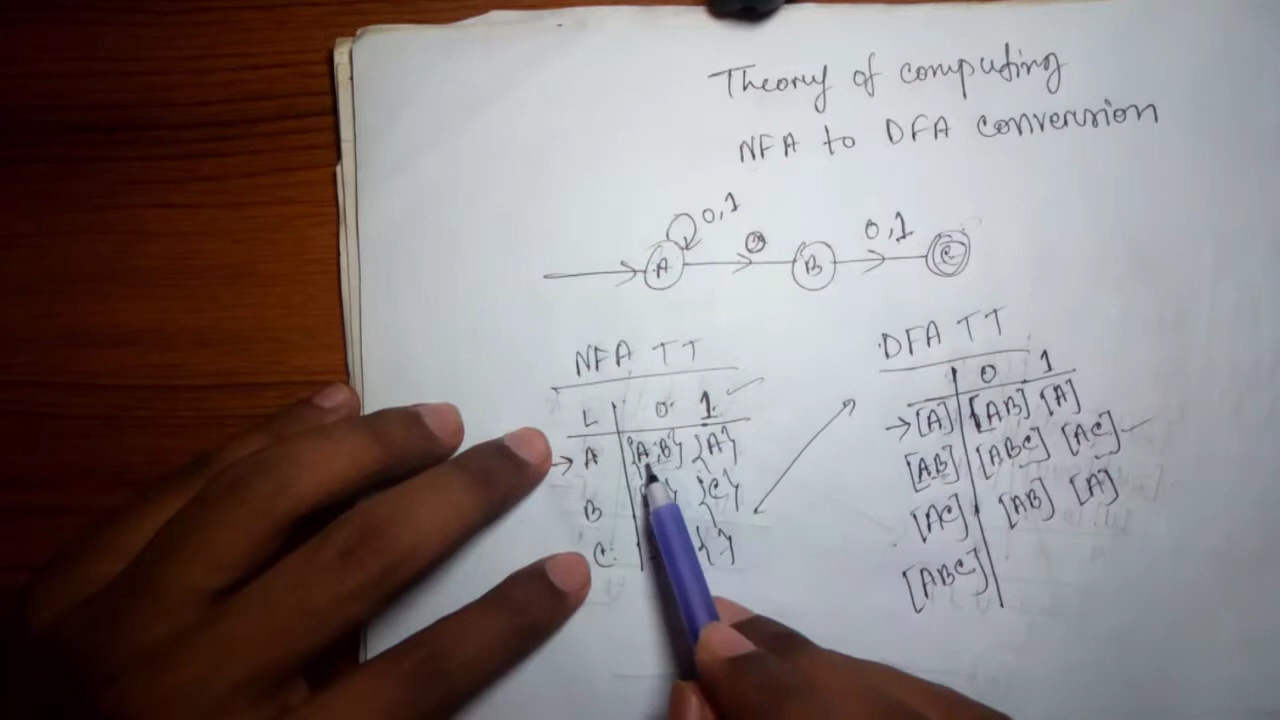 Theory of computing
NFA to DFA conversion
0,1
0,1
A
B
C
NFA TT
L 0 1
→ A {A,B} {A}
B } {C}
C { }
DFA TT
0 1
→ [A] [AB] [A]
[AB] [ABC] [AC]
[AC] [AB] [A]
[ABC]